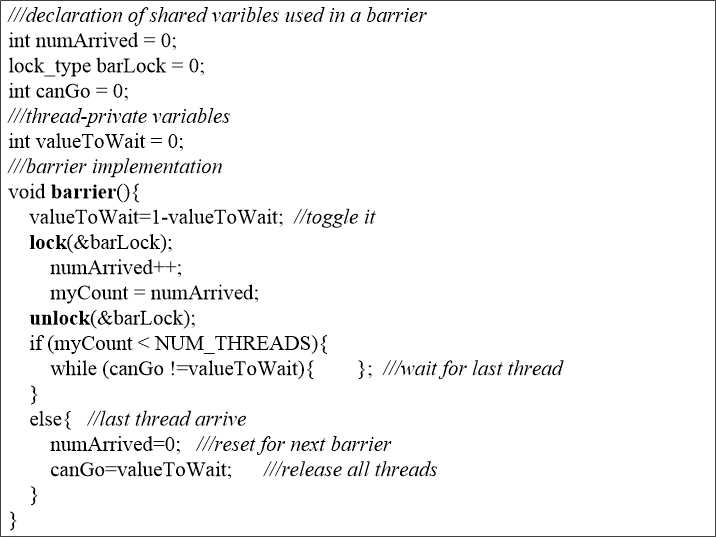 ///declaration of shared varibles used in a barrier
int numArrived = 0;
lock_type barLock = 0;
int canGo = 0;
///thread-private variables
int valueToWait = 0;
///barrier implementation
void barrier(){
valueToWait=1-valueToWait; //toggle it
lock(&barLock);
numArrived++;
myCount = numArrived;
unlock(&barLock);
if (myCount < NUM_THREADS){
while (canGo !=valueToWait){ }; ///wait for last thread
}
else{ //last thread arrive
numArrived=0; ///reset for next barrier
canGo=valueToWait; ///release all threads
}
}